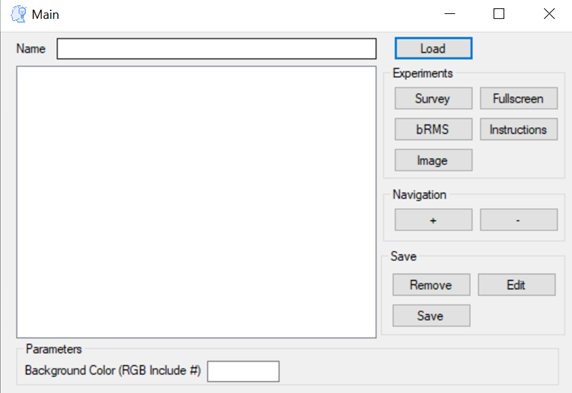 Main
Name
Load
Experiments
Survey Fullscreen
bRMS Instructions
Image
Navigation
+ -
Save
Remove Edit
Save
Parameters
Background Color (RGB Include #)